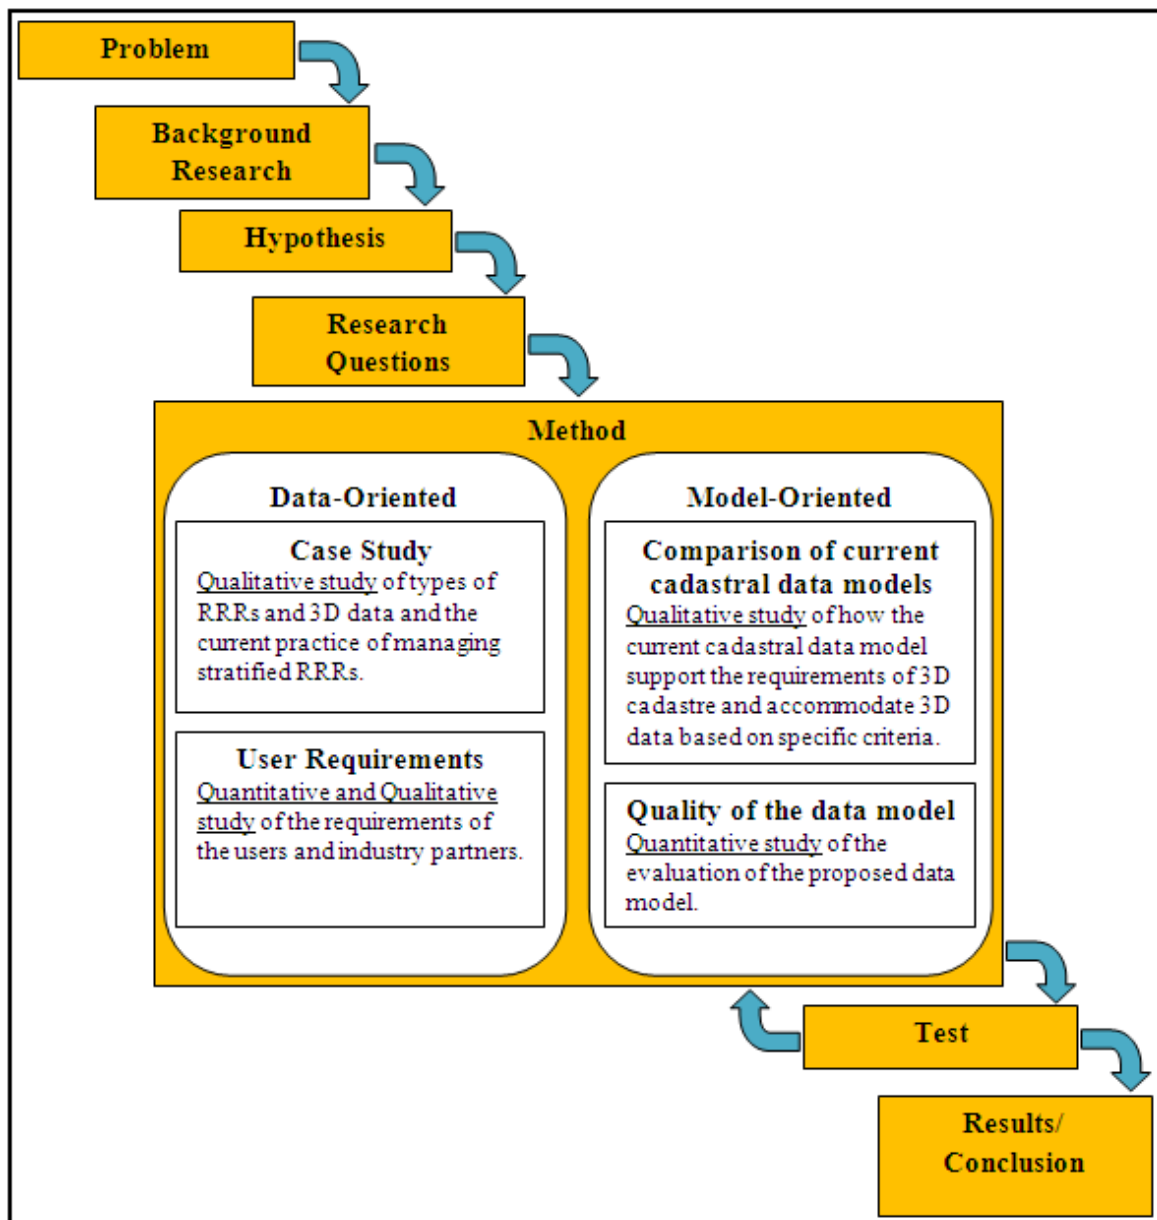 Problem
Background
Research
Hypothesis
Research
Questions
Method
Data-Oriented
Case Study
Qualitative study of types of
RRRs and 3D data and the
current practice of managing
stratified RRRs.
User Requirements
Quantitative and Qualitative
study of the requirements of
the users and industry partners.
Model-Oriented
Comparison of current
cadastral data models
Qualitative study of how the
current cadastral data model
support the requirements of 3D
cadastre and accommodate 3D
data based on specific criteria.
Quality of the data model
Quantitative study of the
evaluation of the proposed data
model.
Test
Results/
Conclusion